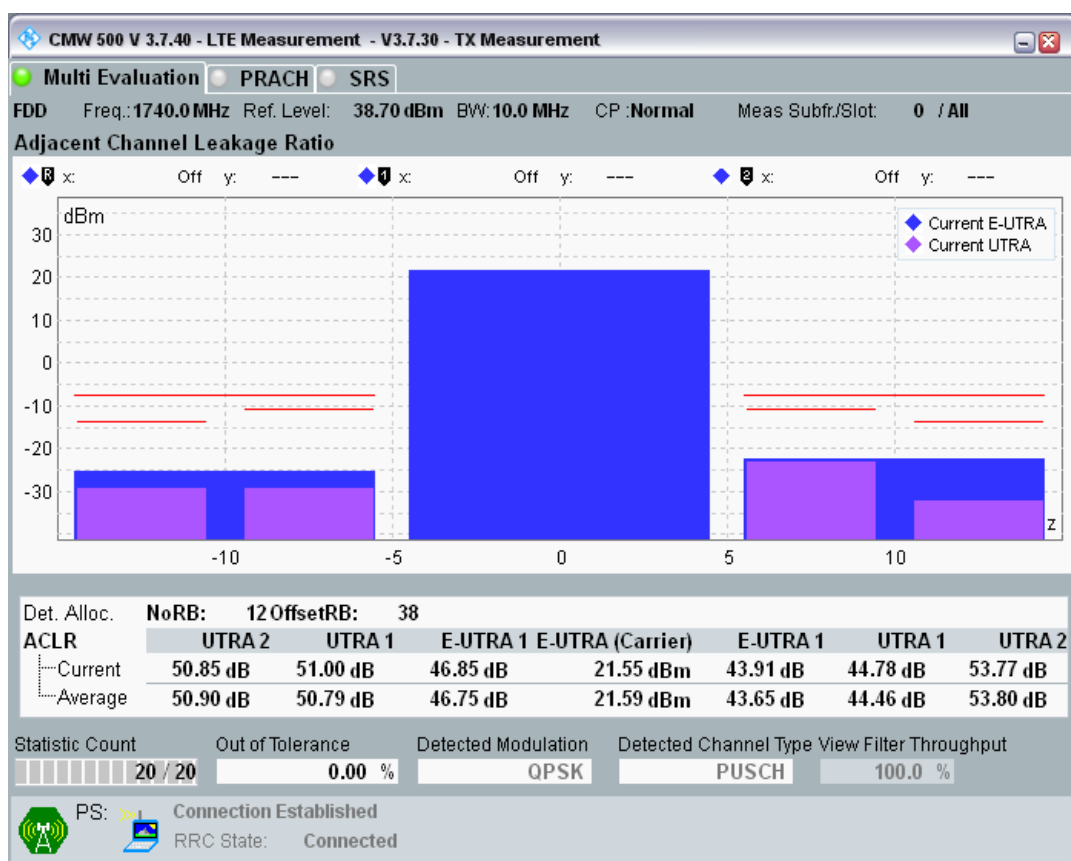 CMW 500 V 3.7.40 - LTE Measurement - V3.7.30 - TX Measurement
Multi Evaluation PRACH SRS
FDD Freq.: 1740.0 MHz Ref. Level: 38.70 dBm BW: 10.0 MHz CP :Normal Meas Subfr./Slot: 0 / All
Adjacent Channel Leakage Ratio
R x: Off y: --- 1 x: Off y: --- 2 x: Off y: ---
dBm
Current E-UTRA
Current UTRA
30
20
10
0
-10
-20
-30
z
-10 -5 0 5 10
Det. Alloc. NoRB: 12 OffsetRB: 38
ACLR UTRA 2 UTRA 1 E-UTRA 1 E-UTRA (Carrier) E-UTRA 1 UTRA 1 UTRA 2
Current 50.85 dB 51.00 dB 46.85 dB 21.55 dBm 43.91 dB 44.78 dB 53.77 dB
Average 50.90 dB 50.79 dB 46.75 dB 21.59 dBm 43.65 dB 44.46 dB 53.80 dB
Statistic Count Out of Tolerance Detected Modulation Detected Channel Type View Filter Throughput
20 / 20 0.00 % QPSK PUSCH 100.0 %
PS: Connection Established
RRC State: Connected